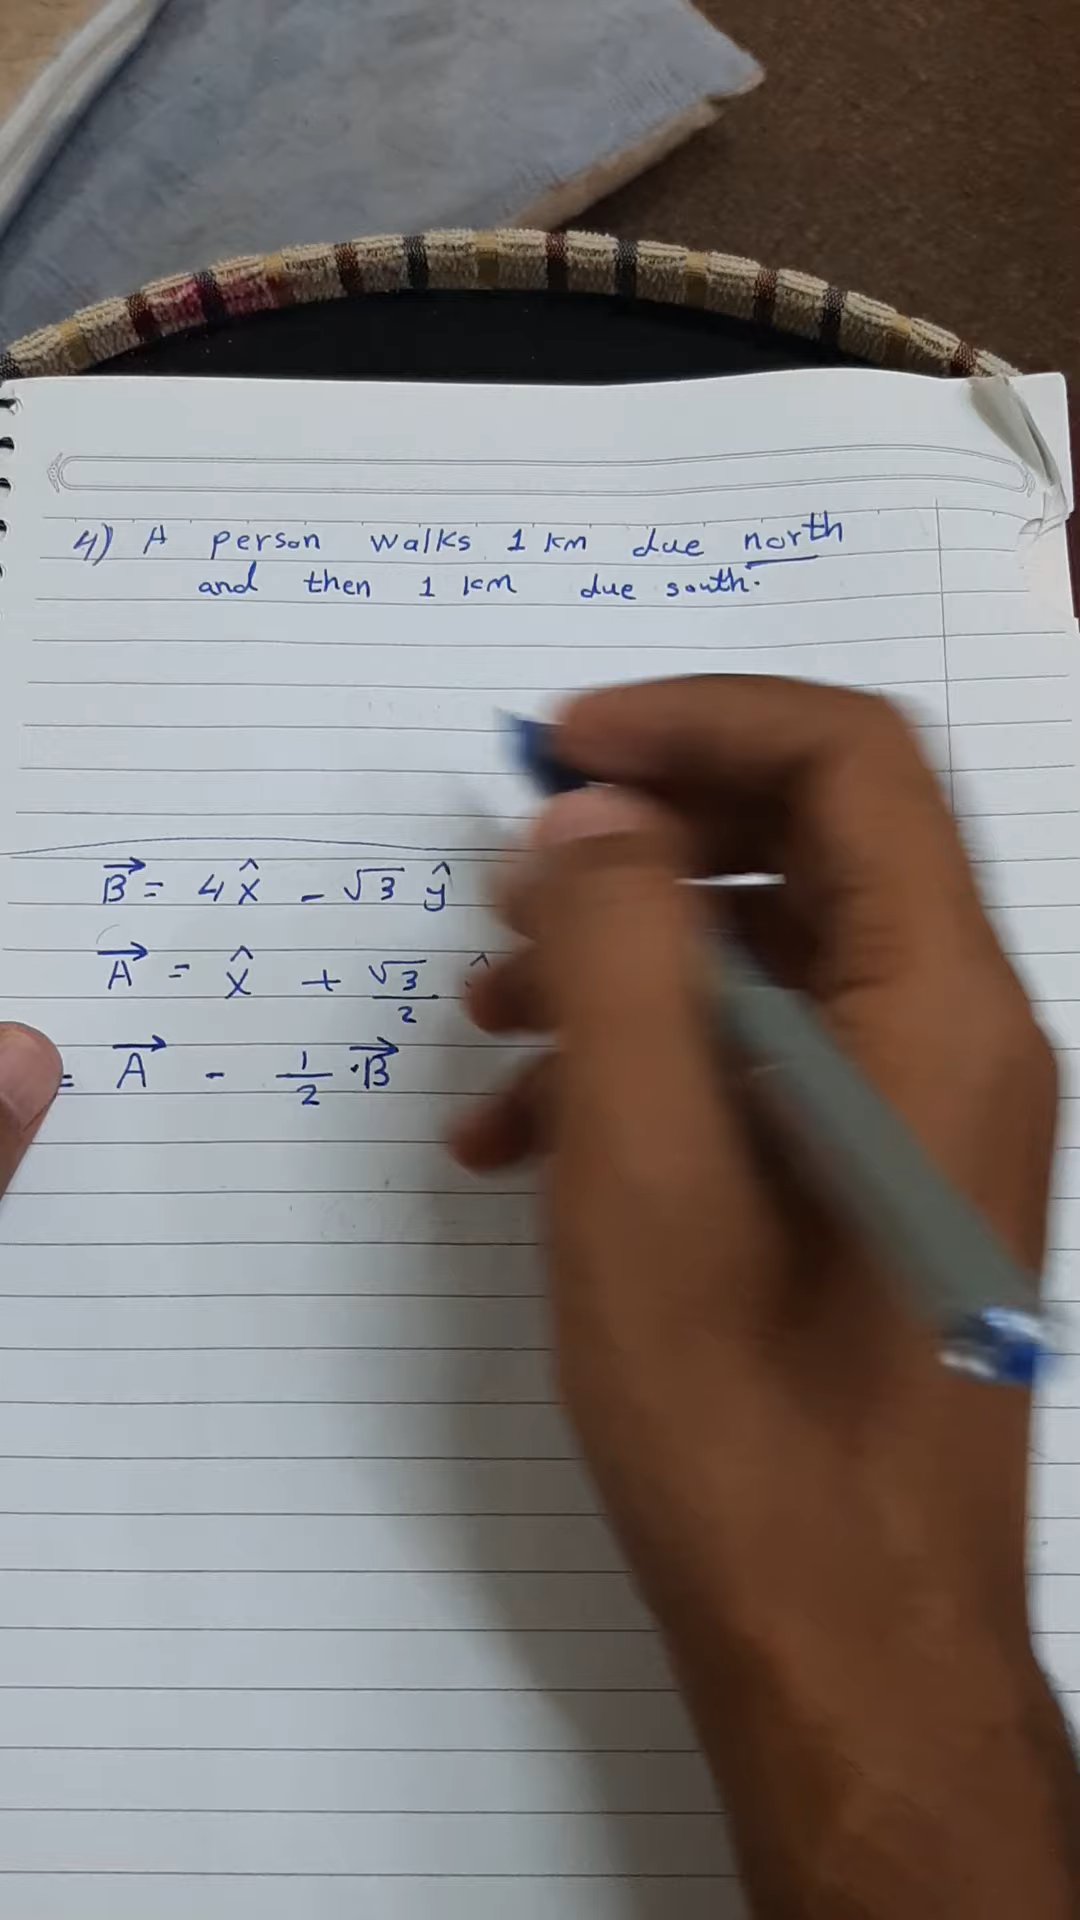 4) A person walks 1 km due north
and then 1 km due south.
B⃗ = 4x̂ - √3 ŷ
A⃗ = x̂ + √3/2
= A⃗ - 1/2 · B⃗